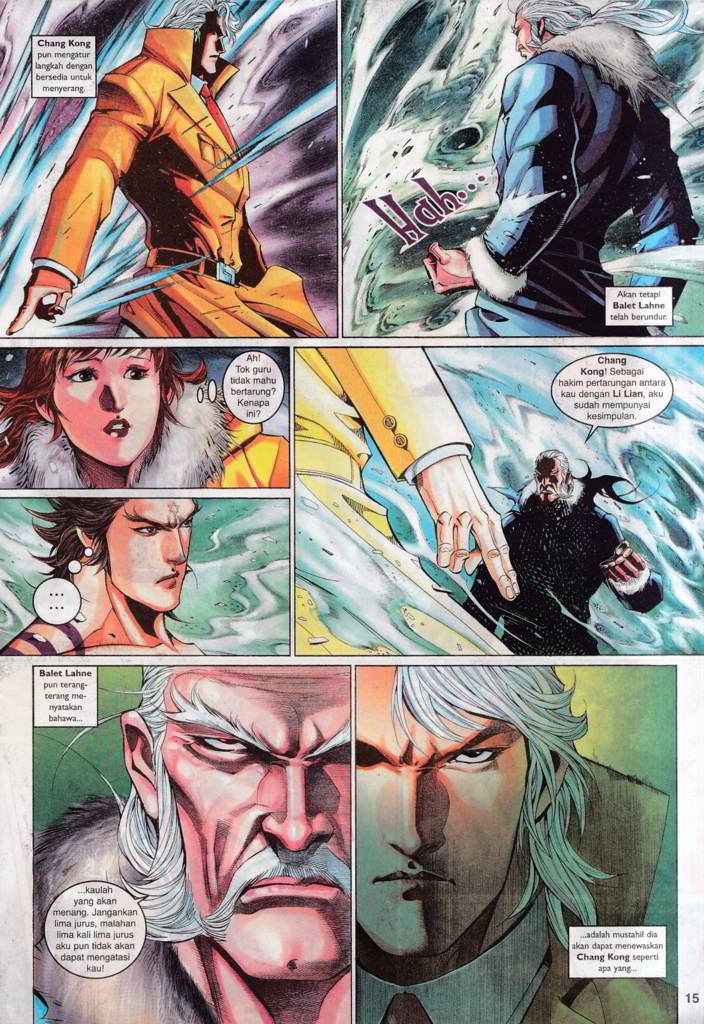 Chang Kong
pun mengatur
langkah dengan
bersedia untuk
menyerang.
Hah...
Akan tetapi
Balet Lahne
telah berundur.
Ah!
Tok guru
tidak mahu
bertarung?
Kenapa
ini?
...
...
Chang
Kong! Sebagai
hakim pertarungan antara
kau dengan Li Lian, aku
sudah mempunyai
kesimpulan.
Balet Lahne
pun terang-
terang me-
nyatakan
bahawa...
...kaulah
yang akan
menang. Jangankan
lima jurus, malahan
lima kali lima jurus
aku pun tidak akan
dapat mengatasi
kau!
...adalah mustahil dia
akan dapat menewaskan
Chang Kong seperti
apa yang...
15